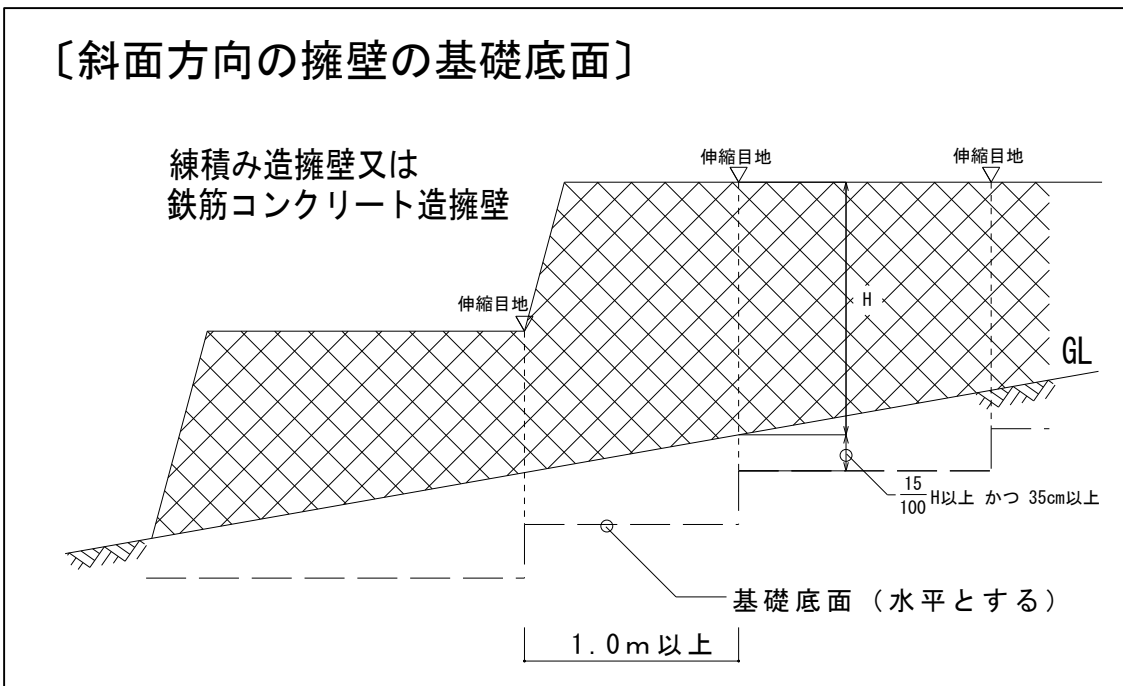 〔斜面方向の擁壁の基礎底面〕
練積み造擁壁又は
鉄筋コンクリート造擁壁
伸縮目地
伸縮目地
伸縮目地
H
GL
15/100 H以上 かつ 35cm以上
基礎底面（水平とする）
1.0m以上